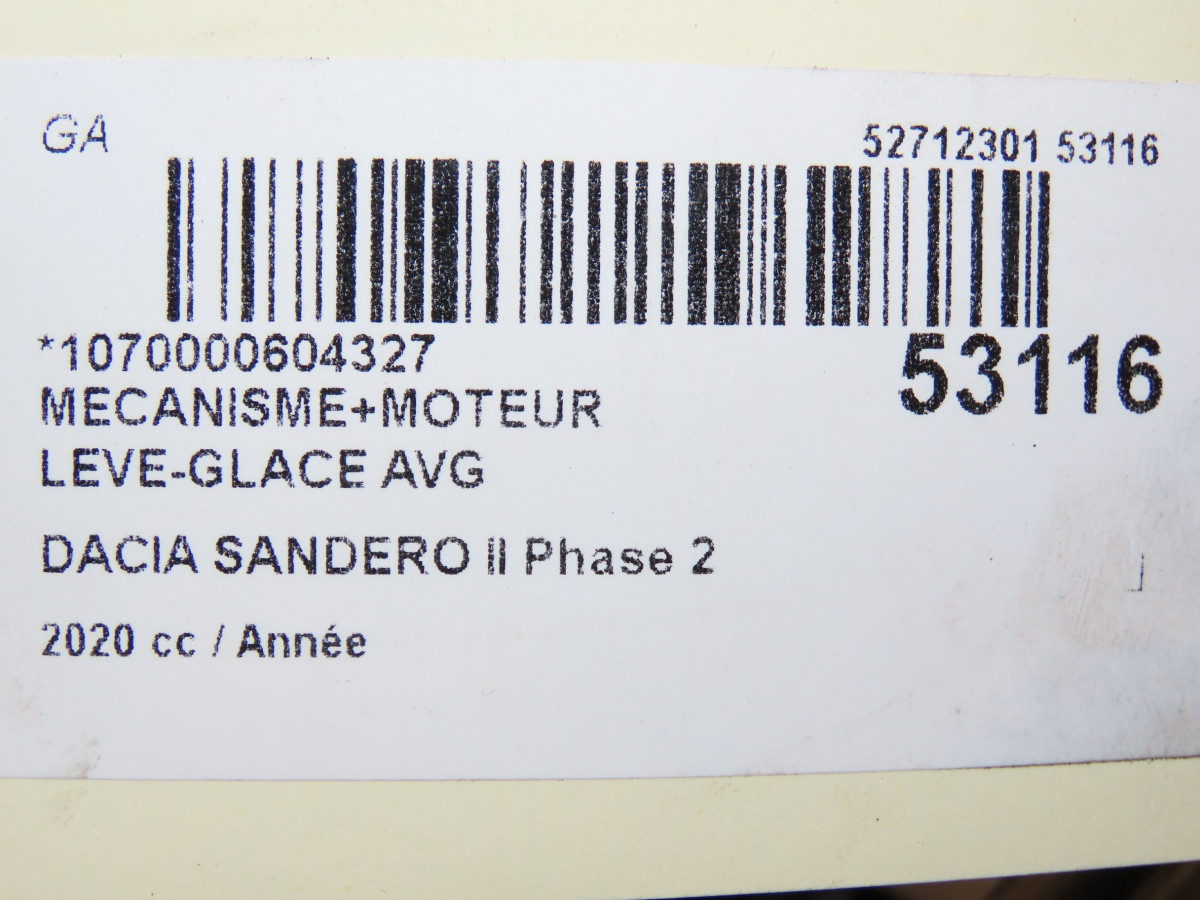 GA
52712301 53116
*1070000604327
53116
MECANISME+MOTEUR
LEVE-GLACE AVG
DACIA SANDERO II Phase 2
2020 cc / Année